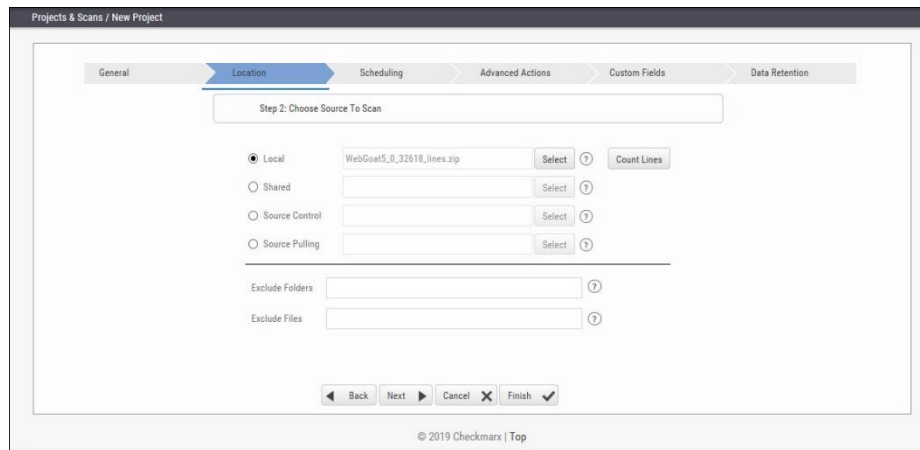 Projects & Scans / New Project
General Location Scheduling Advanced Actions Custom Fields Data Retention
Step 2: Choose Source To Scan
Local WebGoat5_0_32618_lines.zip Select ? Count Lines
Shared Select ?
Source Control Select ?
Source Pulling Select ?
Exclude Folders ?
Exclude Files ?
Back Next Cancel Finish
© 2019 Checkmarx | Top